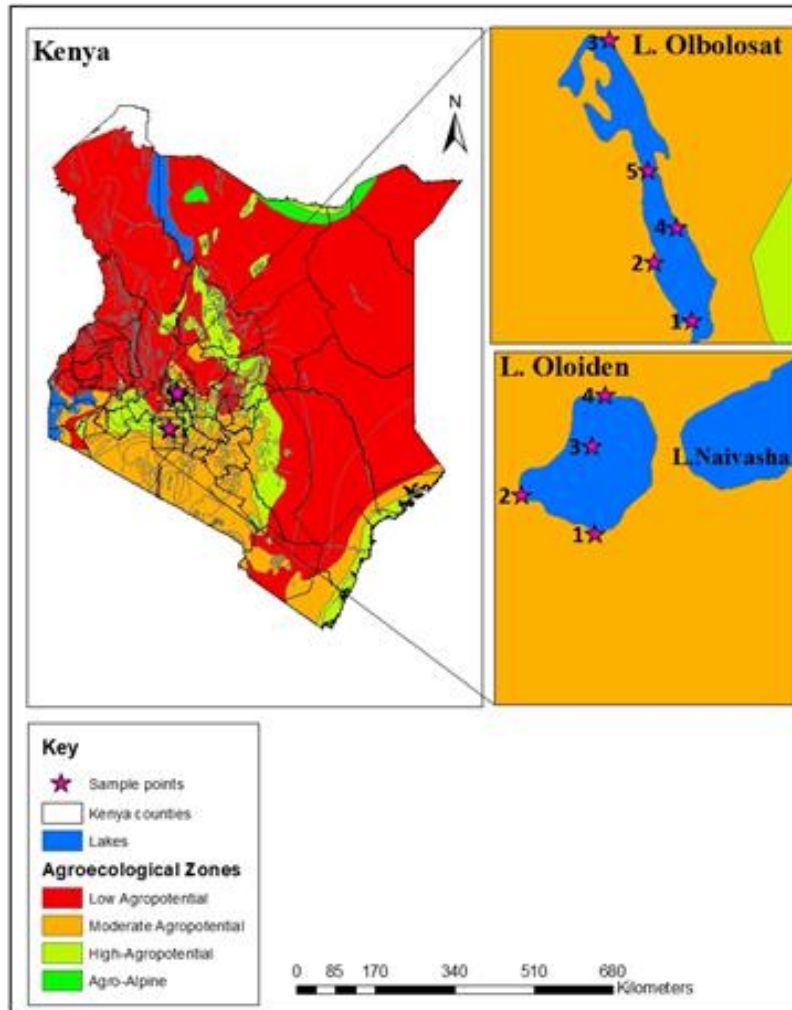 Kenya
N
L. Olbolosat
3
5
4
2
1
L. Oloiden
4
3
L.Naivasha
2
1
Key
Sample points
Kenya counties
Lakes
Agroecological Zones
Low Agropotential
Moderate Agropotential
High-Agropotential
Agro-Alpine
0 85 170 340 510 680
Kilometers